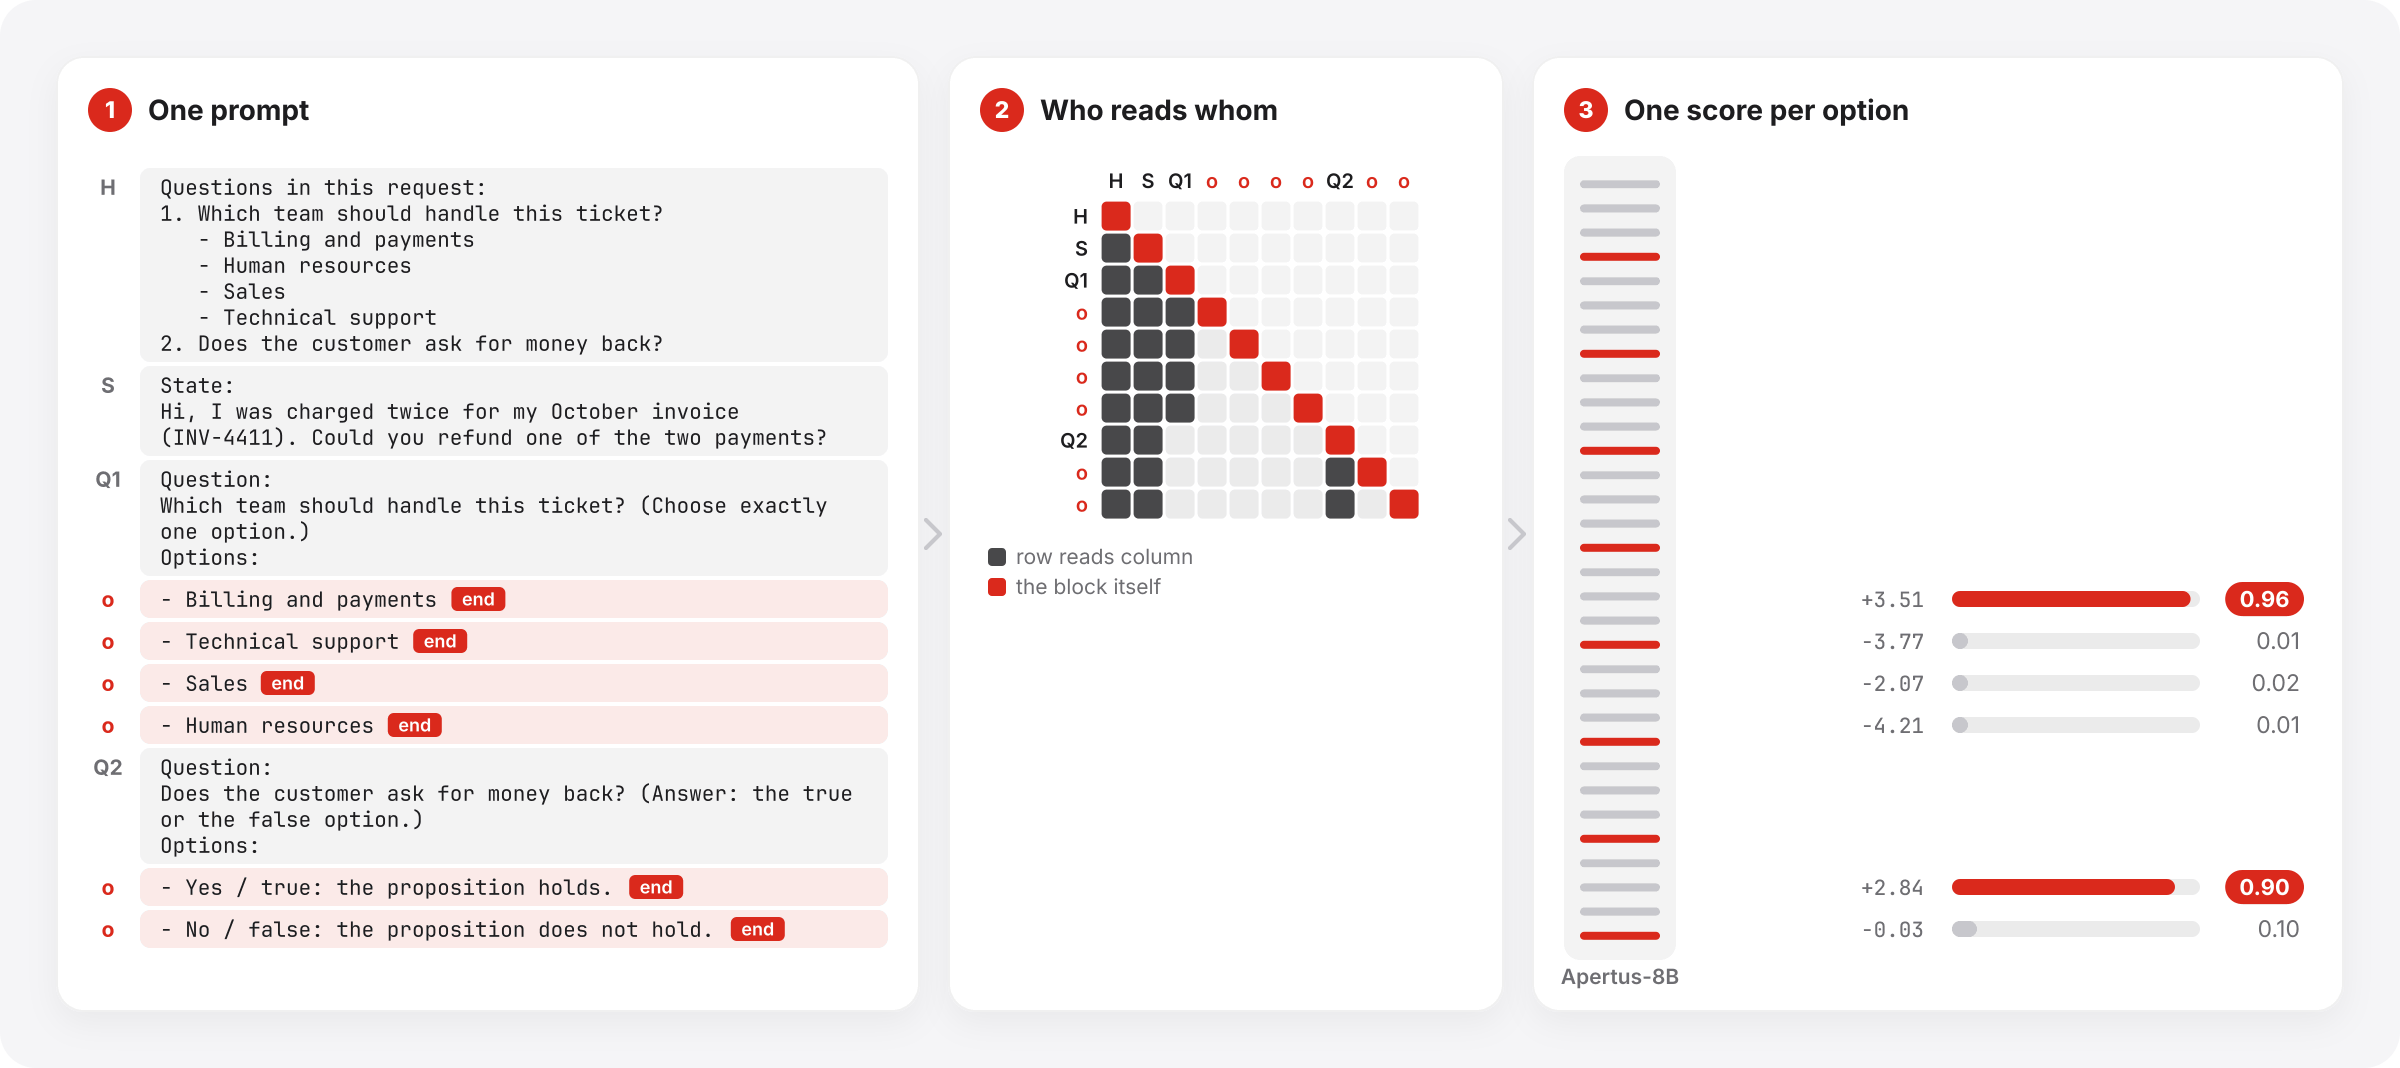 1 One prompt
H
Questions in this request:
1. Which team should handle this ticket?
- Billing and payments
- Human resources
- Sales
- Technical support
2. Does the customer ask for money back?
S
State:
Hi, I was charged twice for my October invoice
(INV-4411). Could you refund one of the two payments?
Q1
Question:
Which team should handle this ticket? (Choose exactly
one option.)
Options:
o - Billing and payments end
o - Technical support end
o - Sales end
o - Human resources end
Q2
Question:
Does the customer ask for money back? (Answer: the true
or the false option.)
Options:
o - Yes / true: the proposition holds. end
o - No / false: the proposition does not hold. end
2 Who reads whom
H S Q1 o o o o Q2 o o
H
S
Q1
o
o
o
o
Q2
o
o
row reads column
the block itself
3 One score per option
+3.51 0.96
-3.77 0.01
-2.07 0.02
-4.21 0.01
+2.84 0.90
-0.03 0.10
Apertus-8B